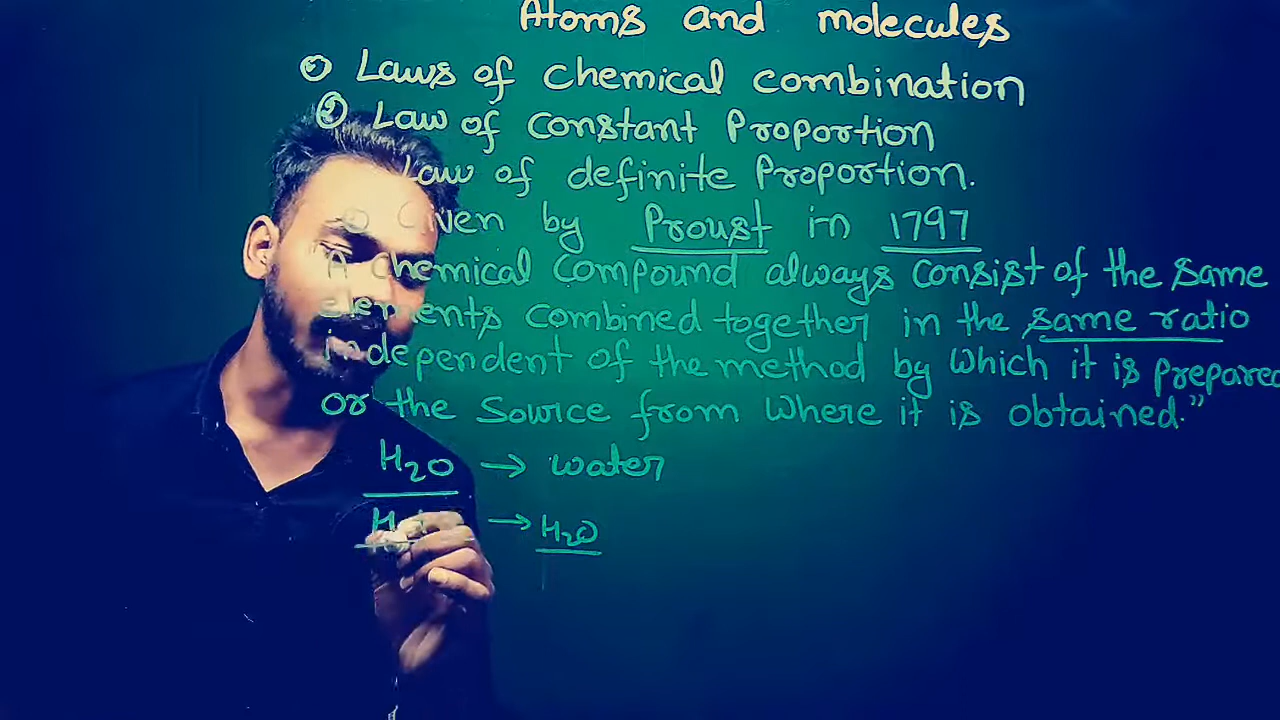 Atoms and molecules
① Laws of chemical combination
② Law of constant Proportion
Law of definite Proportion.
Given by Proust in 1797
A chemical compound always consist of the same
elements combined together in the same ratio
independent of the method by which it is prepared
or the source from where it is obtained."
H₂O → water
→ H₂O